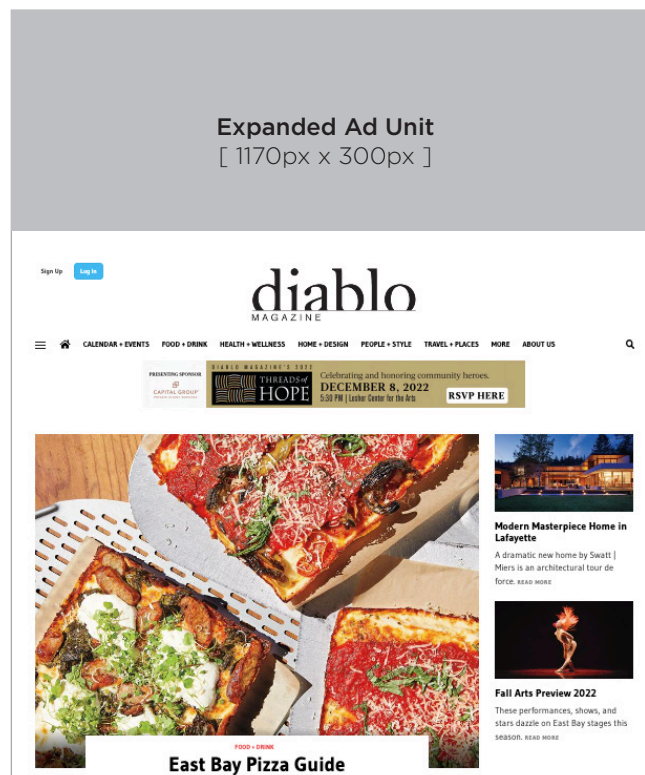 Expanded Ad Unit
[ 1170px x 300px ]
Sign Up
Log In
diablo
MAGAZINE
CALENDAR + EVENTS FOOD + DRINK HEALTH + WELLNESS HOME + DESIGN PEOPLE + STYLE TRAVEL + PLACES MORE ABOUT US
PRESENTING SPONSOR
CAPITAL GROUP
PRIVATE CLIENT SERVICES
DIABLO MAGAZINE'S 2022
THREADS of
HOPE
Celebrating and honoring community heroes.
DECEMBER 8, 2022
5:30 PM | Lesher Center for the Arts
RSVP HERE
FOOD + DRINK
East Bay Pizza Guide
Modern Masterpiece Home in
Lafayette
A dramatic new home by Swatt |
Miers is an architectural tour de
force. READ MORE
Fall Arts Preview 2022
These performances, shows, and
stars dazzle on East Bay stages this
season. READ MORE